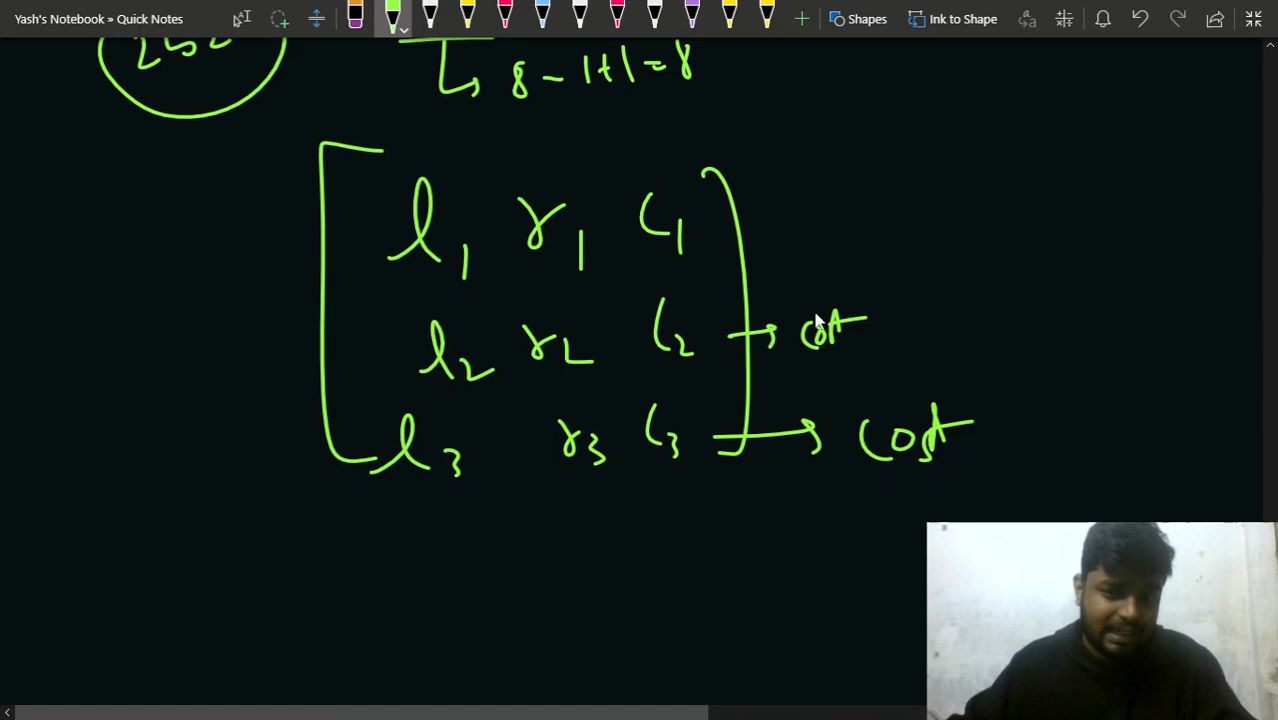 Yash's Notebook » Quick Notes
Shapes
Ink to Shape
252
8 - 1+1 = 8
l1 r1 c1
l2 r2 c2 → cost
l3 r3 c3 → cost